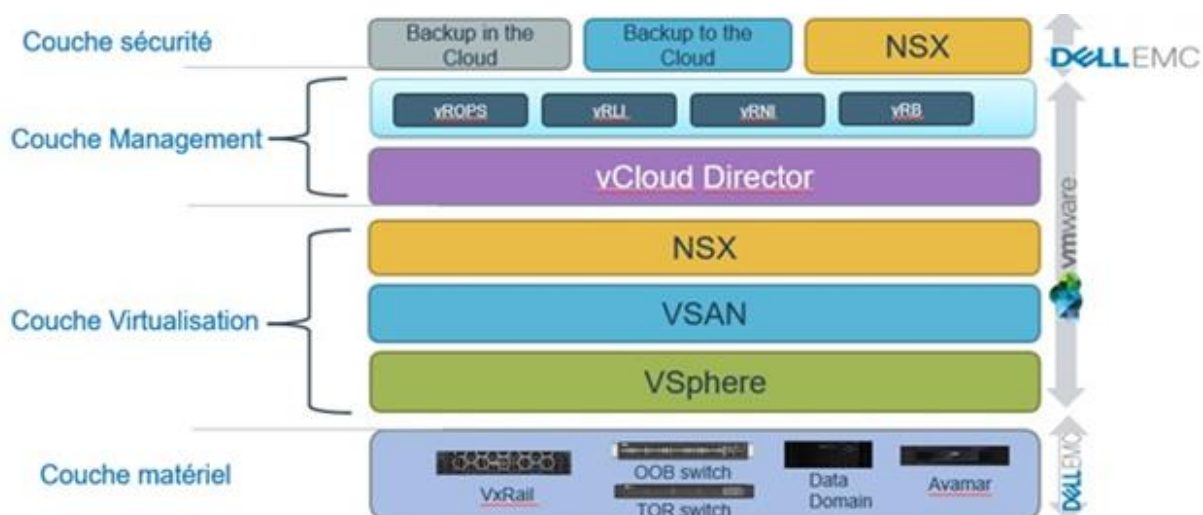 Couche sécurité
Backup in the
Cloud
Backup to the
Cloud
NSX
DELLEMC
Couche Management
vROPS
vRLI
vRNI
vRB
vCloud Director
vmware
Couche Virtualisation
NSX
VSAN
VSphere
Couche matériel
VxRail
OOB switch
TOR switch
Data
Domain
Avamar
DELLEMC